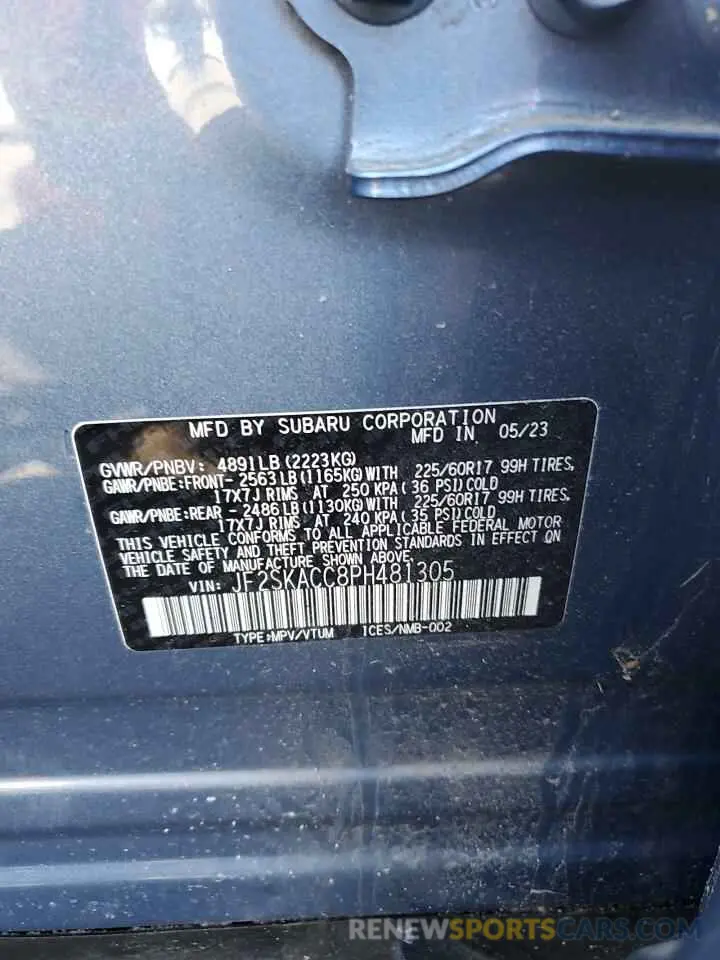 MFD BY SUBARU CORPORATION
MFD IN 05/23
GVWR/PNBV: 4891LB(2223KG)
GAWR/PNBE:FRONT- 2563LB(1165KG)WITH 225/60R17 99H TIRES,
17X7J RIMS AT 250 KPA(36 PSI)COLD
GAWR/PNBE:REAR - 2486LB(1130KG)WITH 225/60R17 99H TIRES,
17X7J RIMS AT 240 KPA(35 PSI)COLD
THIS VEHICLE CONFORMS TO ALL APPLICABLE FEDERAL MOTOR
VEHICLE SAFETY AND THEFT PREVENTION STANDARDS IN EFFECT ON
THE DATE OF MANUFACTURE SHOWN ABOVE.
VIN: JF2SKACC8PH481305
TYPE:MPV/VTUM ICES/NMB-002
RENEWSPORTSCARS.COM